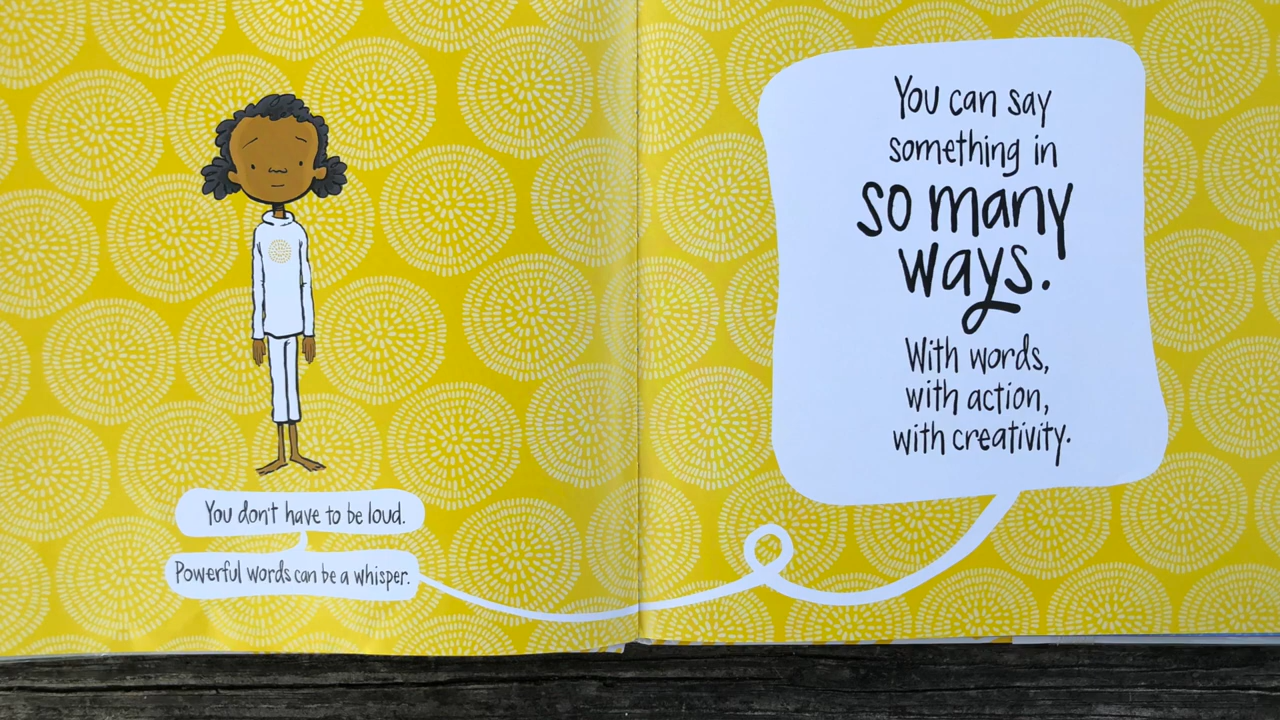 You don't have to be loud.
Powerful words can be a whisper.
You can say
something in
so many
ways.
With words,
with action,
with creativity.